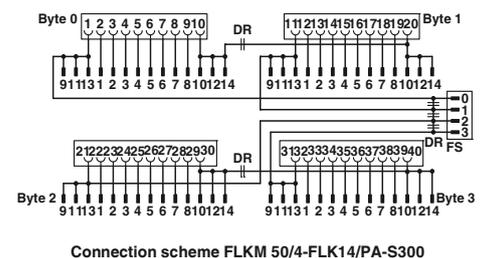 Byte 0 1 2 3 4 5 6 7 8 9 10 DR 11 12 13 14 15 16 17 18 19 20 Byte 1
9 11 13 1 2 3 4 5 6 7 8 10 12 14 9 11 13 1 2 3 4 5 6 7 8 10 12 14
0
1
2
3
DR FS
21 22 23 24 25 26 27 28 29 30 DR 31 32 33 34 35 36 37 38 39 40
Byte 2 9 11 13 1 2 3 4 5 6 7 8 10 12 14 9 11 13 1 2 3 4 5 6 7 8 10 12 14 Byte 3
Connection scheme FLKM 50/4-FLK14/PA-S300